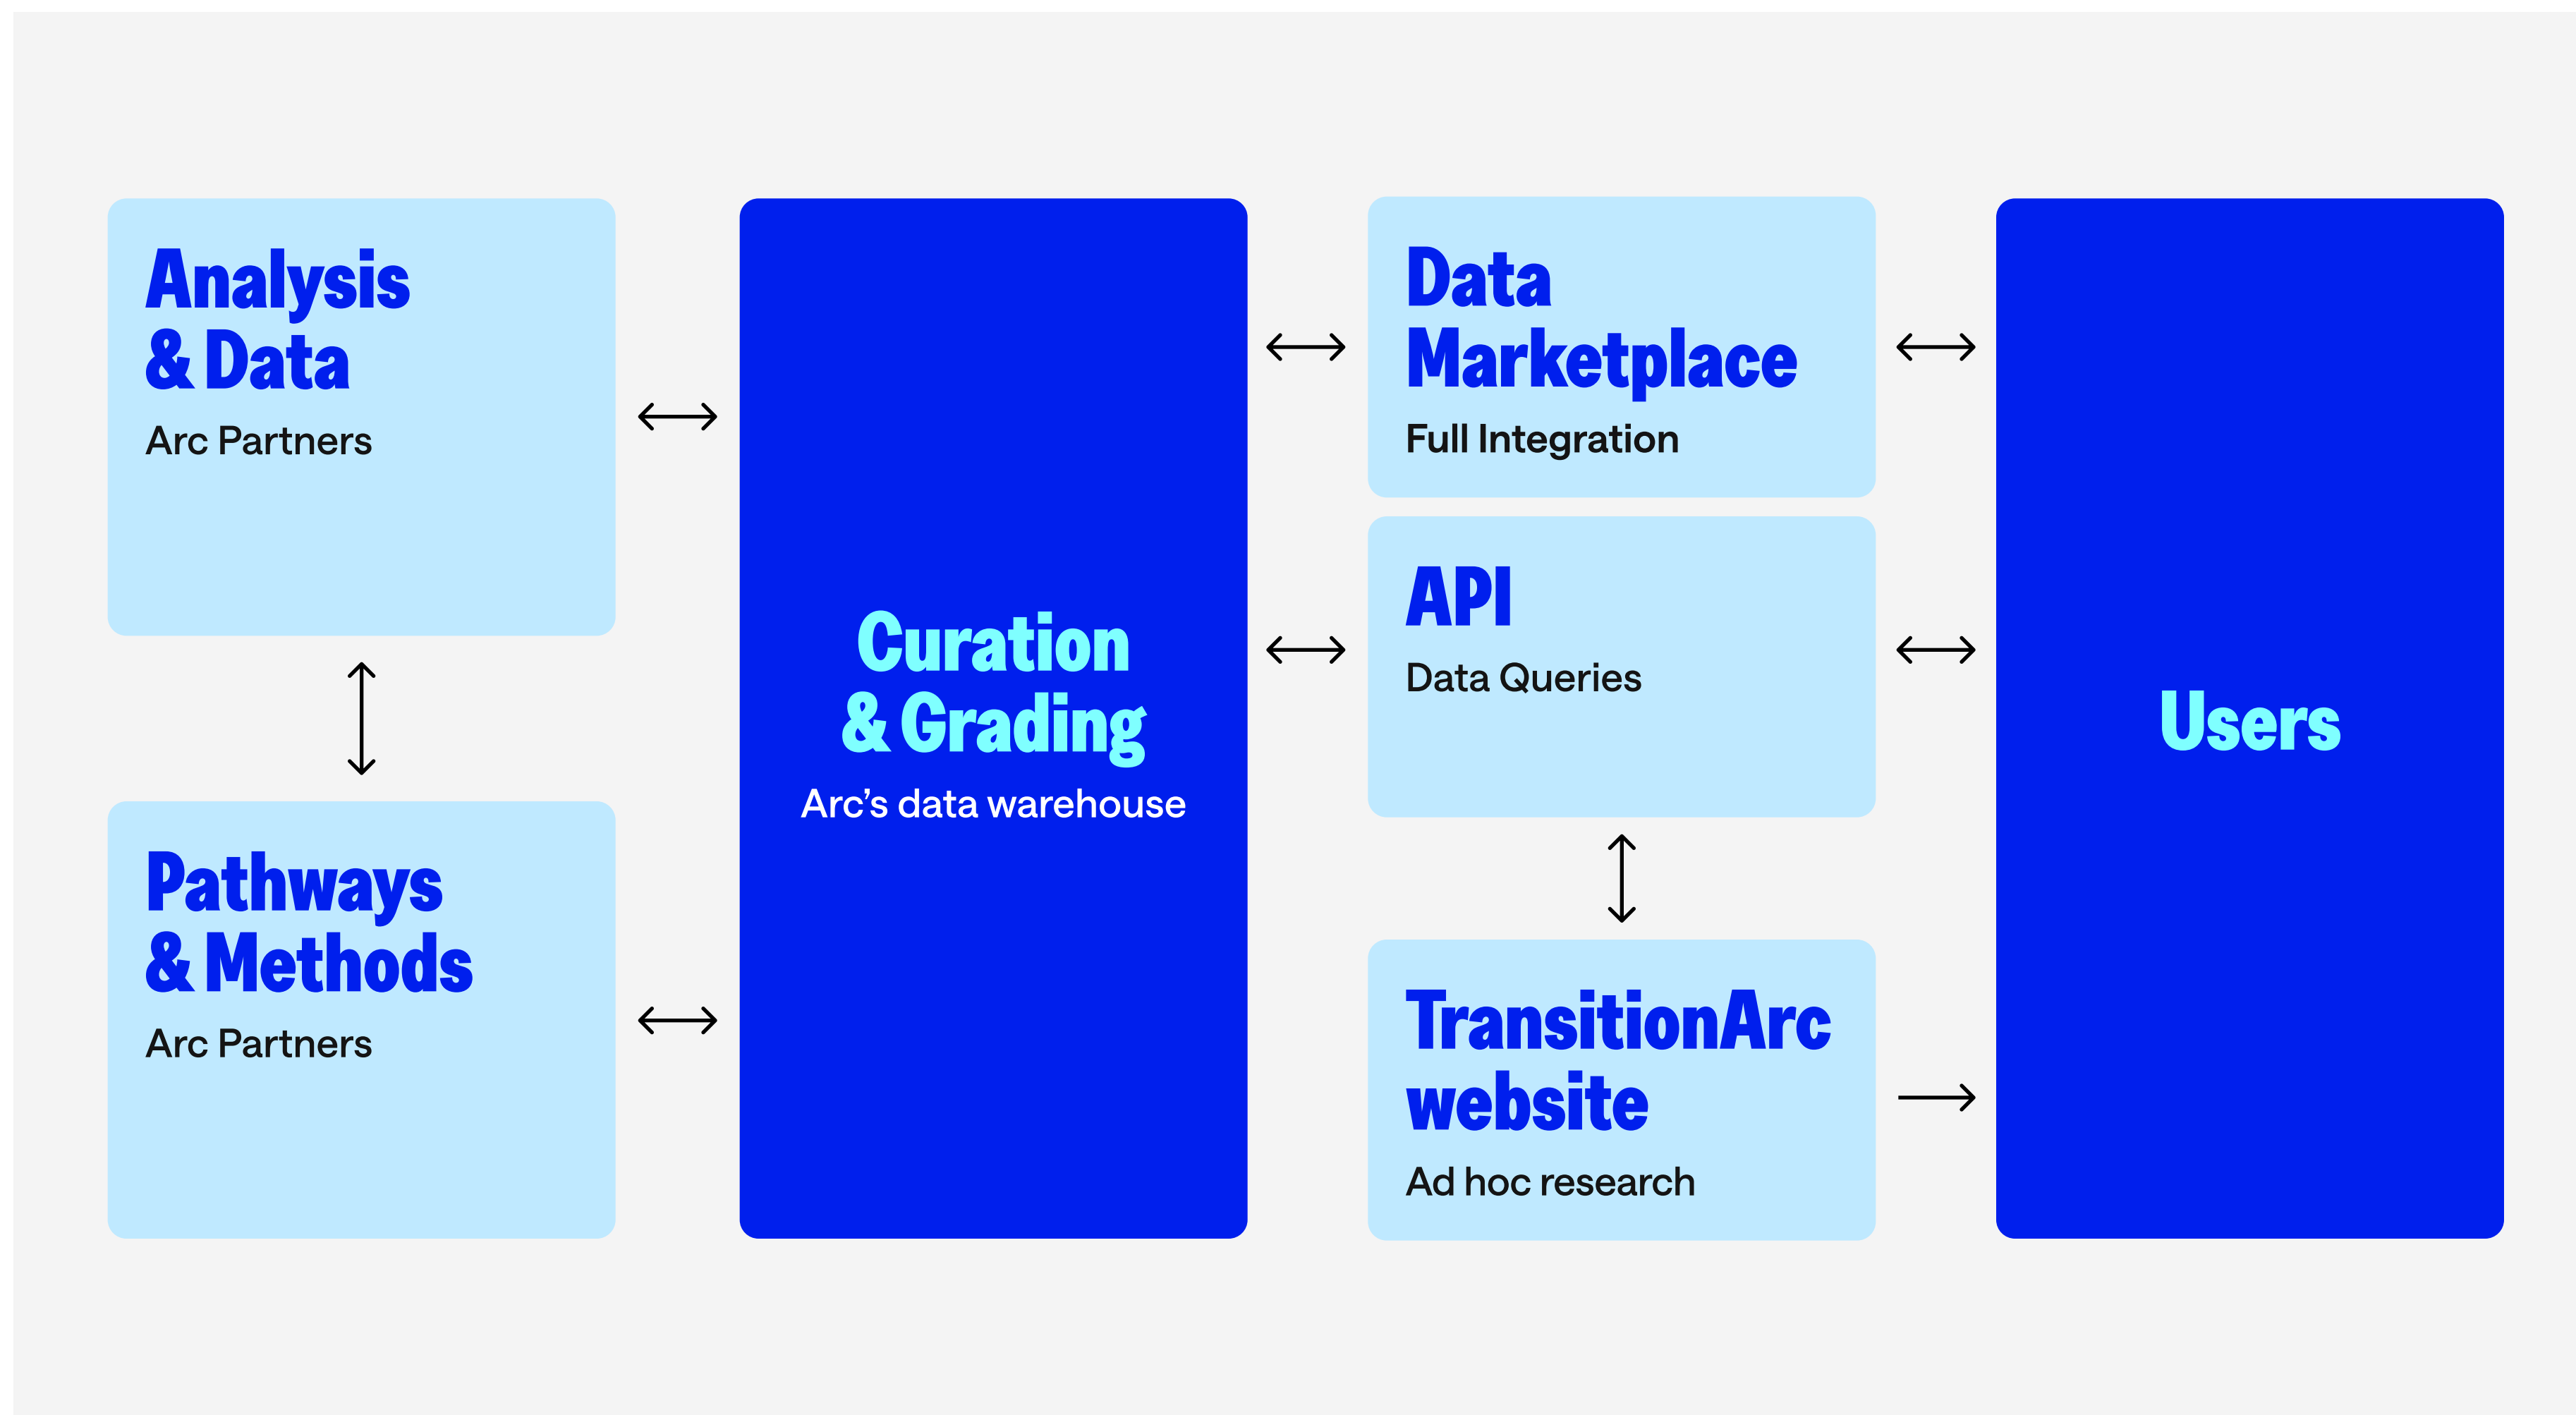 Analysis
& Data
Arc Partners
Pathways
& Methods
Arc Partners
Curation
& Grading
Arc’s data warehouse
Data
Marketplace
Full Integration
API
Data Queries
TransitionArc
website
Ad hoc research
Users